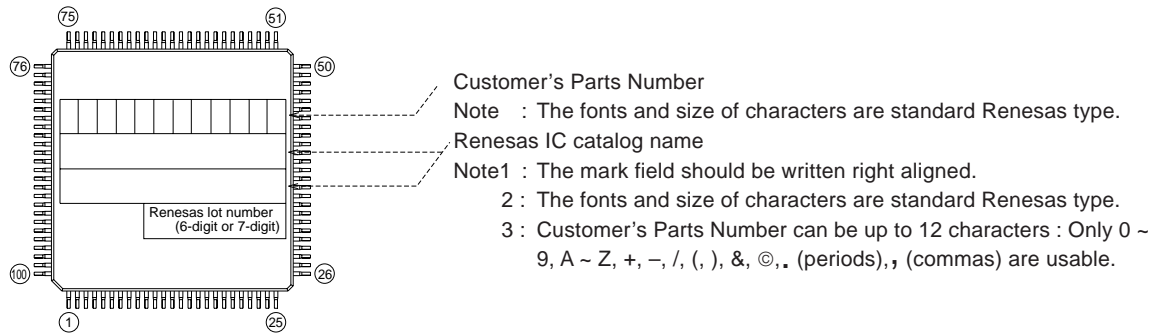 75 51
76 50
Customer's Parts Number
Note : The fonts and size of characters are standard Renesas type.
Renesas IC catalog name
Note1 : The mark field should be written right aligned.
2 : The fonts and size of characters are standard Renesas type.
3 : Customer's Parts Number can be up to 12 characters : Only 0 ~
9, A ~ Z, +, –, /, (, ), &, ©, . (periods), , (commas) are usable.
Renesas lot number
(6-digit or 7-digit)
100 26
1 25